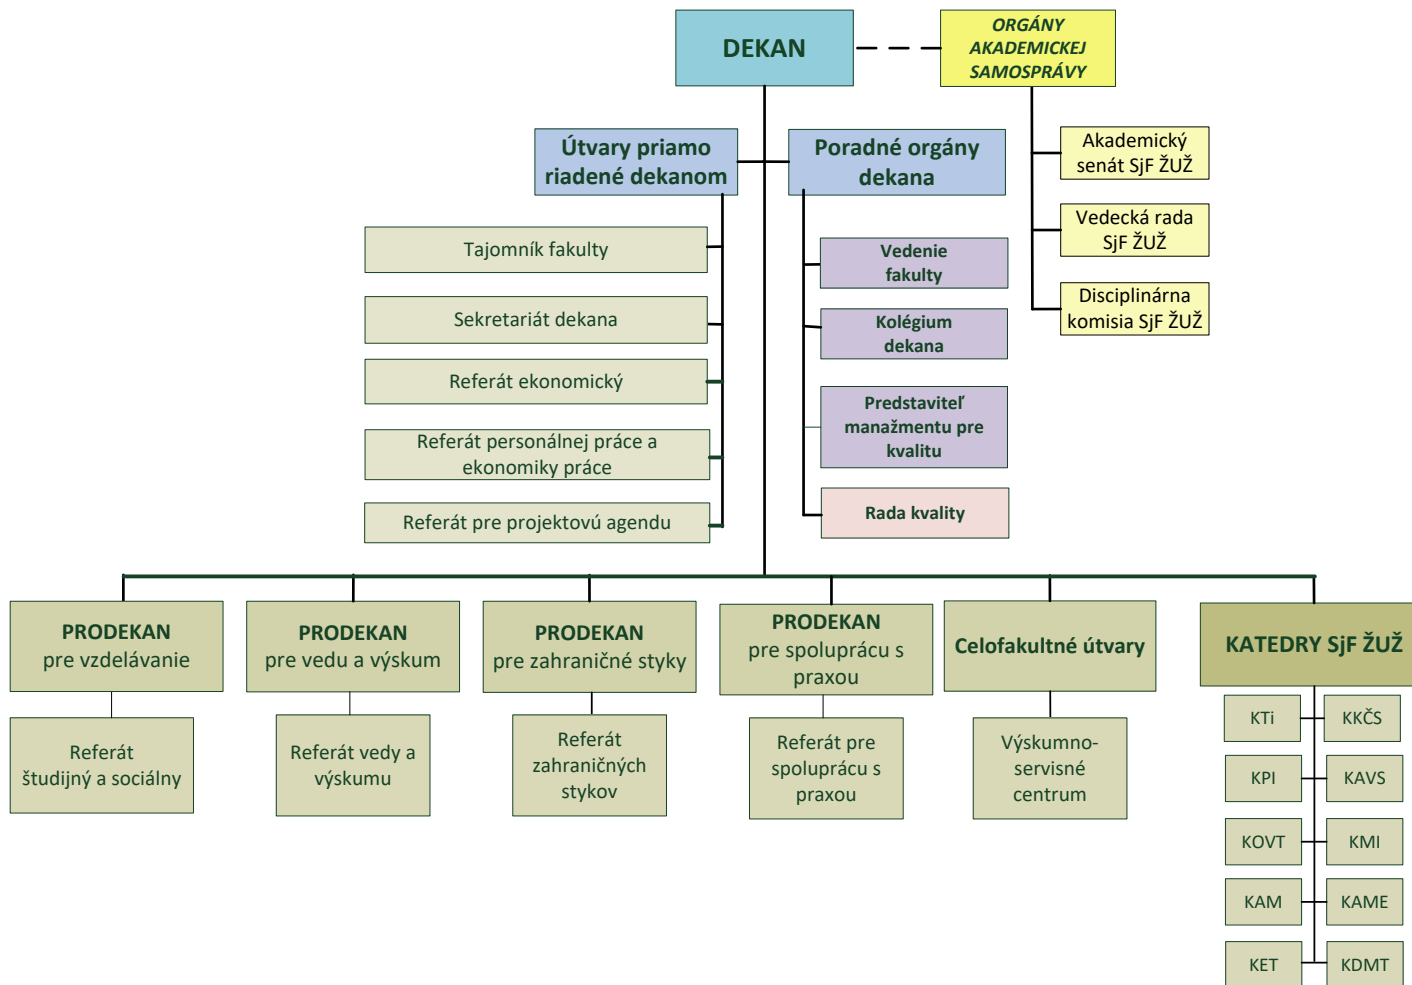 DEKAN
ORGÁNY
AKADEMICKEJ
SAMOSPRÁVY
Akademický
senát SjF ŽUŽ
Vedecká rada
SjF ŽUŽ
Disciplinárna
komisia SjF ŽUŽ
Útvary priamo
riadené dekanom
Poradné orgány
dekana
Tajomník fakulty
Sekretariát dekana
Referát ekonomický
Referát personálnej práce a
ekonomiky práce
Referát pre projektovú agendu
Vedenie
fakulty
Kolégium
dekana
Predstaviteľ
manažmentu pre
kvalitu
Rada kvality
PRODEKAN
pre vzdelávanie
PRODEKAN
pre vedu a výskum
PRODEKAN
pre zahraničné styky
PRODEKAN
pre spoluprácu s
praxou
Celofakultné útvary
KATEDRY SjF ŽUŽ
Referát
študijný a sociálny
Referát vedy a
výskumu
Referát
zahraničných
stykov
Referát pre
spoluprácu s
praxou
Výskumno-
servisné
centrum
KTi
KKČS
KPI
KAVS
KOVT
KMI
KAM
KAME
KET
KDMT